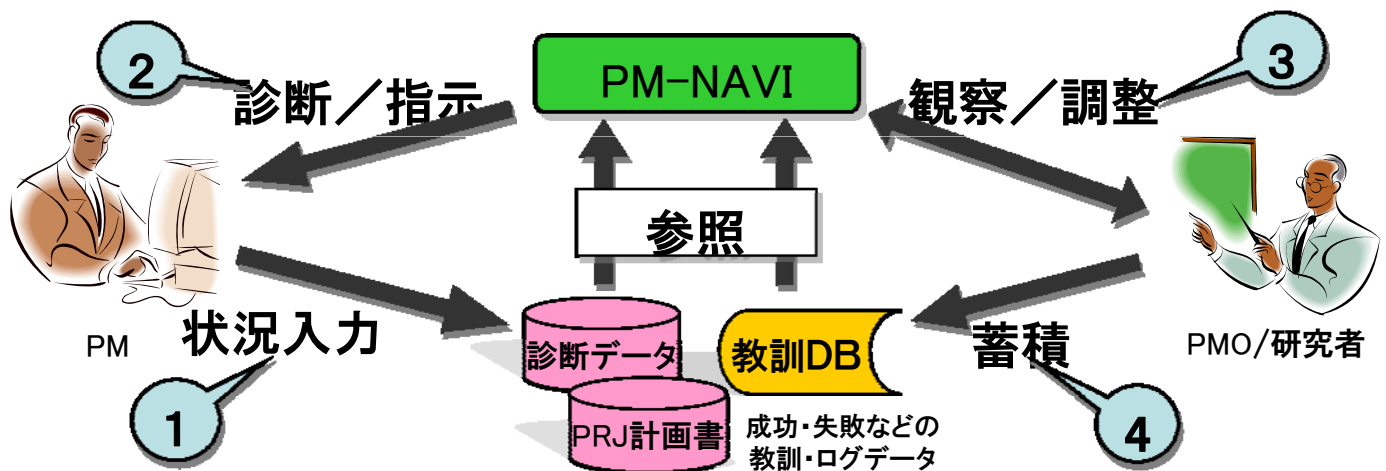 2
診断／指示
PM-NAVI
観察／調整
3
参照
PM
状況入力
1
診断データ
PRJ計画書
教訓DB
成功・失敗などの
教訓・ログデータ
蓄積
4
PMO/研究者